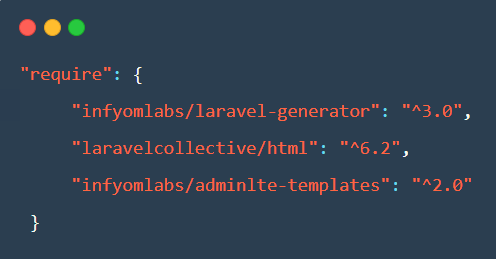 "require": {
"infyomlabs/laravel-generator": "^3.0",
"laravelcollective/html": "^6.2",
"infyomlabs/adminlte-templates": "^2.0"
}